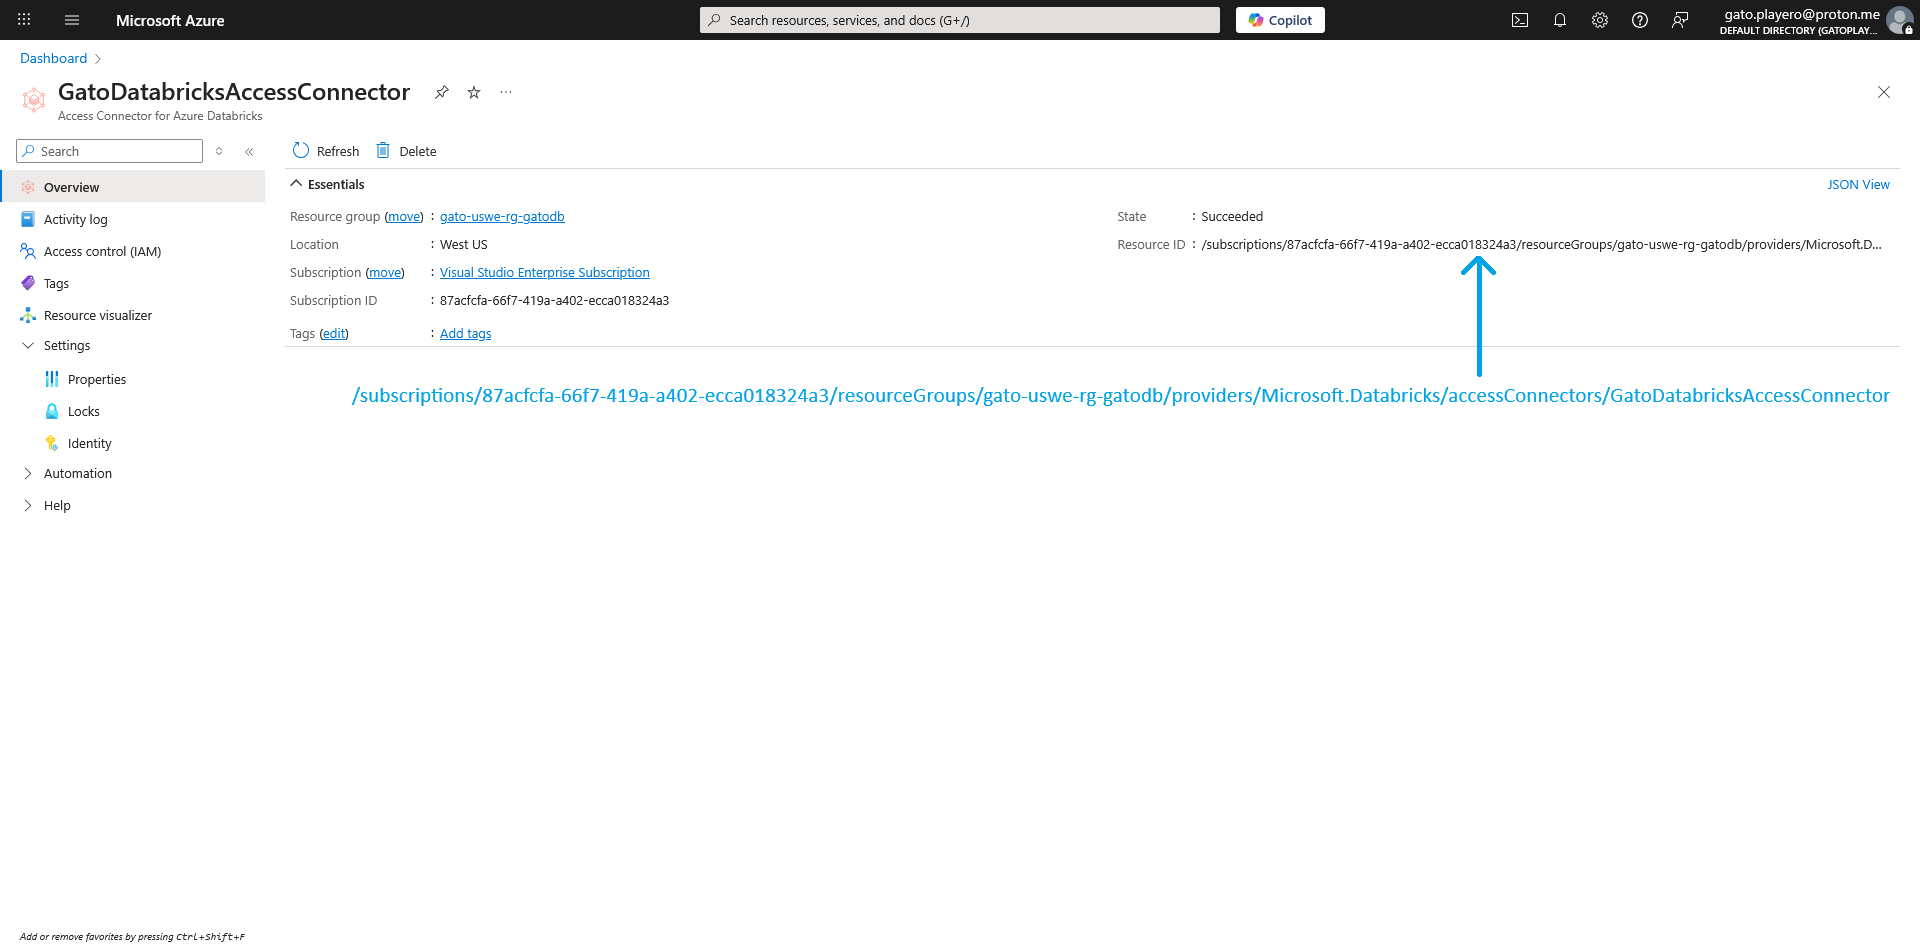 Microsoft Azure
Search resources, services, and docs (G+/)
Copilot
gato.playero@proton.me
DEFAULT DIRECTORY (GATOPLAY...
Dashboard
GatoDatabricksAccessConnector
Access Connector for Azure Databricks
Search
Refresh
Delete
Overview
Activity log
Access control (IAM)
Tags
Resource visualizer
Settings
Properties
Locks
Identity
Automation
Help
Essentials
JSON View
Resource group (move) : gato-uswe-rg-gatodb
Location : West US
Subscription (move) : Visual Studio Enterprise Subscription
Subscription ID : 87acfcfa-66f7-419a-a402-ecca018324a3
Tags (edit) : Add tags
State : Succeeded
Resource ID : /subscriptions/87acfcfa-66f7-419a-a402-ecca018324a3/resourceGroups/gato-uswe-rg-gatodb/providers/Microsoft.D...
/subscriptions/87acfcfa-66f7-419a-a402-ecca018324a3/resourceGroups/gato-uswe-rg-gatodb/providers/Microsoft.Databricks/accessConnectors/GatoDatabricksAccessConnector
Add or remove favorites by pressing Ctrl+Shift+F